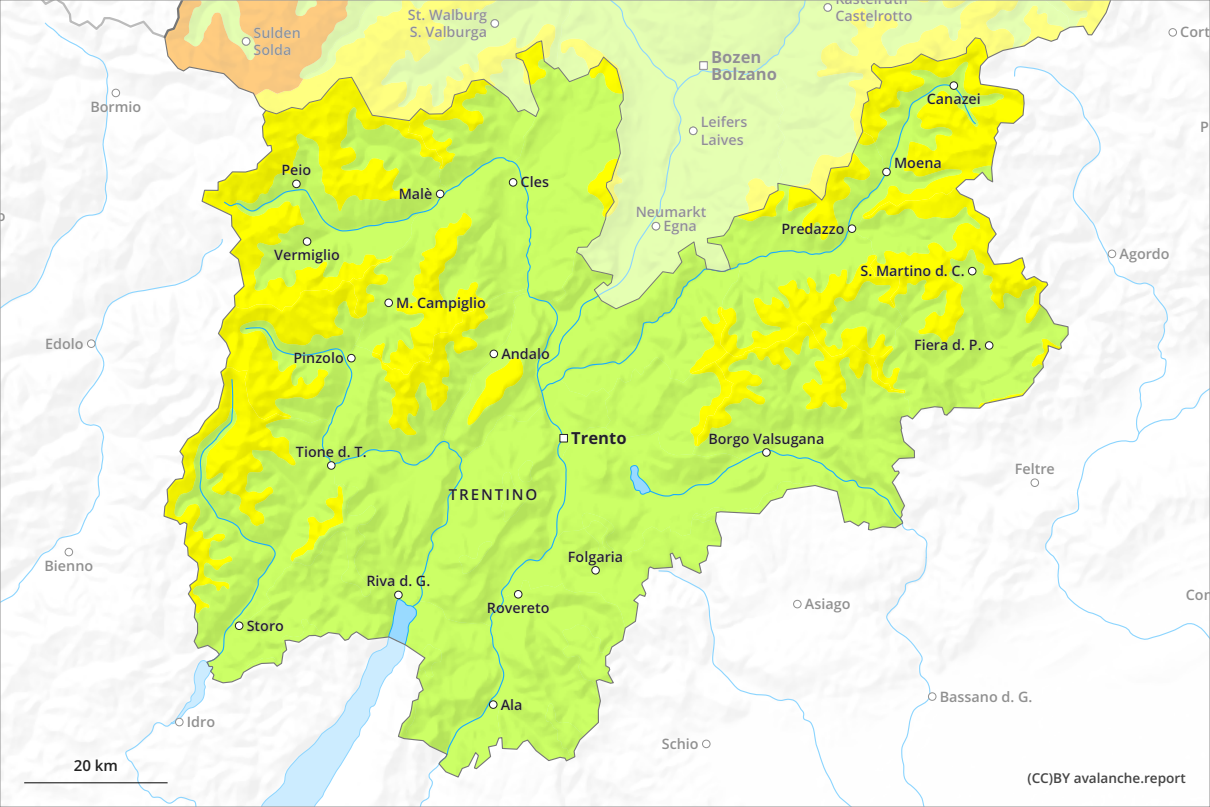 Kastelruth
Castelrotto
St. Walburg
S. Valburga
Sulden
Solda
Cort
Bozen
Bolzano
Bormio
Canazei
Leifers
Laives
P
Moena
Peio
Malè
Cles
Neumarkt
Egna
Predazzo
Vermiglio
Agordo
S. Martino d. C.
M. Campiglio
Edolo
Fiera d. P.
Pinzolo
Andalo
Trento
Borgo Valsugana
Tione d. T.
Feltre
TRENTINO
Bienno
Folgaria
Riva d. G.
Cor
Rovereto
Asiago
Storo
Bassano d. G.
Ala
Idro
Schio
20 km
(CC)BY avalanche.report